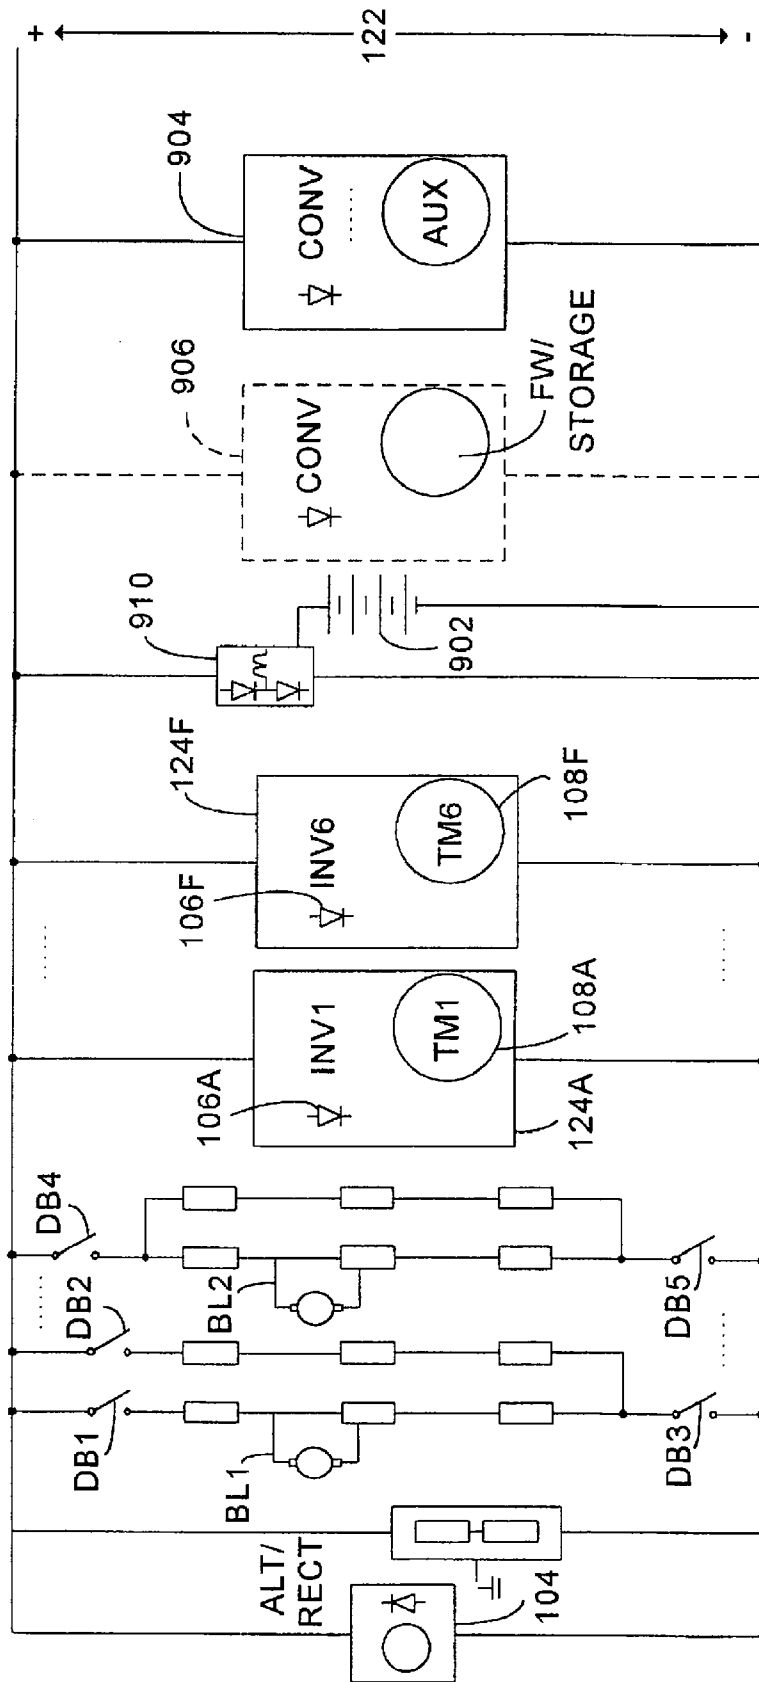 +
122
-
904
CONV
AUX
906
CONV
FW/
STORAGE
910
902
124F
INV6
106F
TM6
108F
INV1
106A
TM1
108A
124A
DB4
DB2
BL2
DB5
DB1
BL1
DB3
ALT/
RECT
104